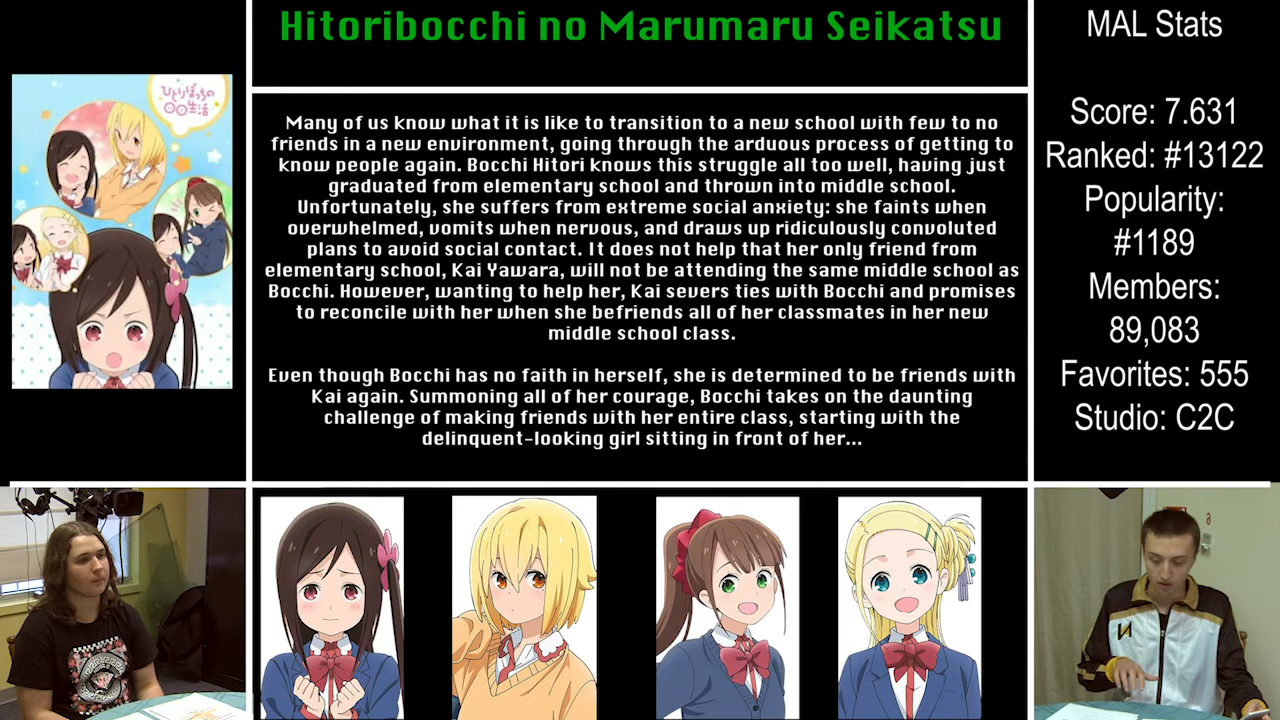 Hitoribocchi no Marumaru Seikatsu
ひとりぼっちの
○○生活
Many of us know what it is like to transition to a new school with few to no
friends in a new environment, going through the arduous process of getting to
know people again. Bocchi Hitori knows this struggle all too well, having just
graduated from elementary school and thrown into middle school.
Unfortunately, she suffers from extreme social anxiety: she faints when
overwhelmed, vomits when nervous, and draws up ridiculously convoluted
plans to avoid social contact. It does not help that her only friend from
elementary school, Kai Yawara, will not be attending the same middle school as
Bocchi. However, wanting to help her, Kai severs ties with Bocchi and promises
to reconcile with her when she befriends all of her classmates in her new
middle school class.
Even though Bocchi has no faith in herself, she is determined to be friends with
Kai again. Summoning all of her courage, Bocchi takes on the daunting
challenge of making friends with her entire class, starting with the
delinquent-looking girl sitting in front of her...
MAL Stats
Score: 7.631
Ranked: #13122
Popularity:
#1189
Members:
89,083
Favorites: 555
Studio: C2C